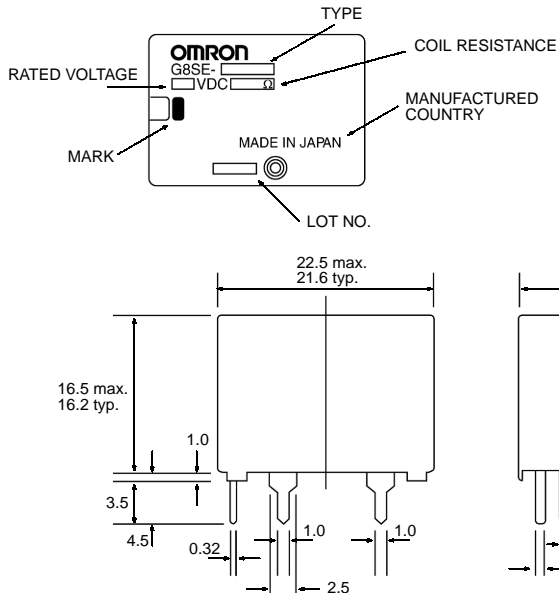 TYPE
OMRON
G8SE-
COIL RESISTANCE
RATED VOLTAGE
VDC Ω
MANUFACTURED
COUNTRY
MARK
MADE IN JAPAN
LOT NO.
22.5 max.
21.6 typ.
16.5 max.
16.2 typ.
1.0
3.5
4.5
0.32
1.0
1.0
2.5